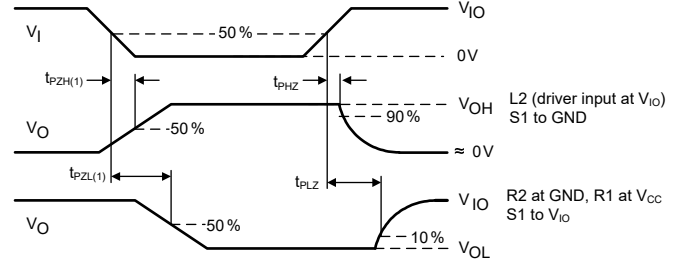 V_IO
V_I
50 %
0V
t_PZH(1)
t_PHZ
V_OH
L2 (driver input at V_IO)
S1 to GND
90 %
50 %
V_O
≈ 0V
t_PZL(1)
t_PLZ
V_IO
R2 at GND, R1 at V_CC
S1 to V_IO
V_O
50 %
10 %
V_OL